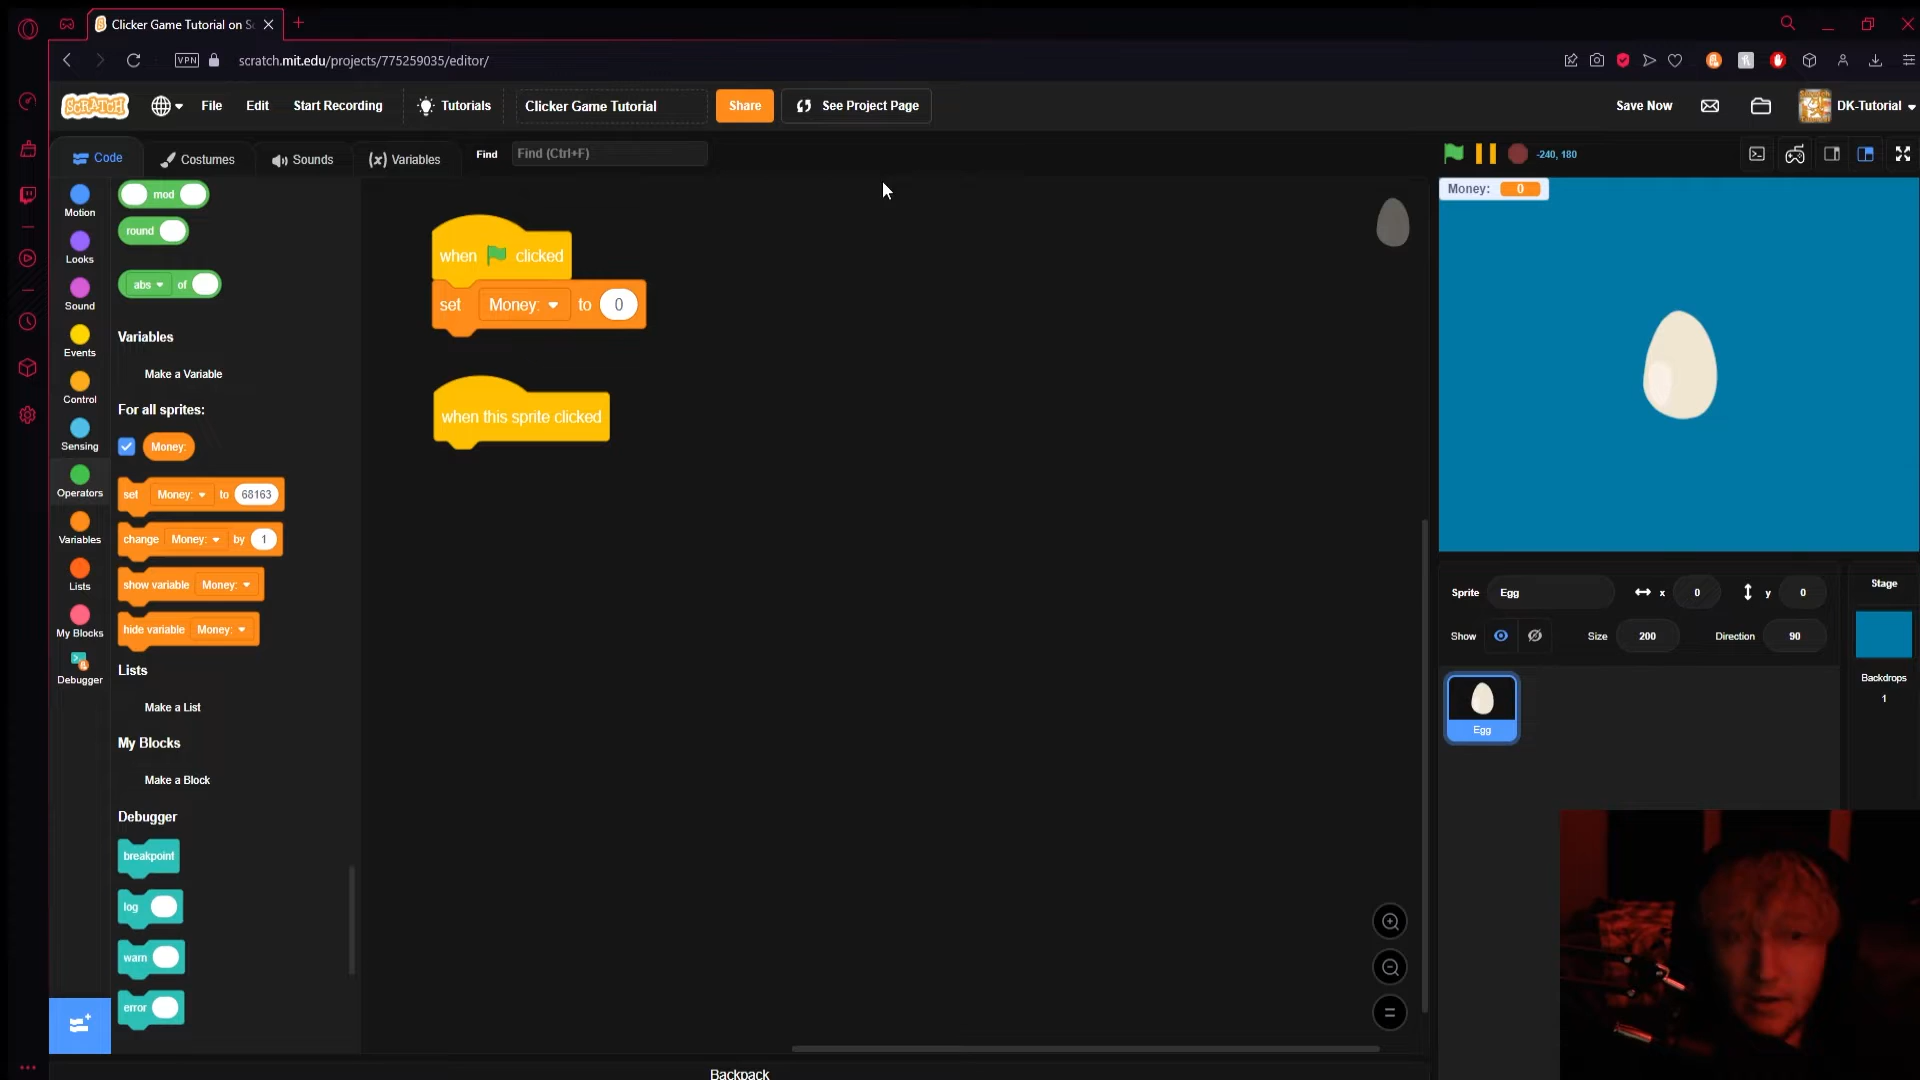 Clicker Game Tutorial on S
VPN
scratch.mit.edu/projects/775259035/editor/
SCRATCH
File
Edit
Start Recording
Tutorials
Clicker Game Tutorial
Share
See Project Page
Save Now
DK-Tutorial
Code
Costumes
Sounds
(x) Variables
Find
Find (Ctrl+F)
-240, 180
Motion
Looks
Sound
Events
Control
Sensing
Operators
Variables
Lists
My Blocks
Debugger
mod
round
abs of
Variables
Make a Variable
For all sprites:
Money:
set Money: to 68163
change Money: by 1
show variable Money:
hide variable Money:
Lists
Make a List
My Blocks
Make a Block
Debugger
breakpoint
log
warn
error
when clicked
set Money: to 0
when this sprite clicked
Money: 0
Sprite Egg x 0 y 0
Show Size 200 Direction 90
Egg
Stage
Backdrops
1
Backpack